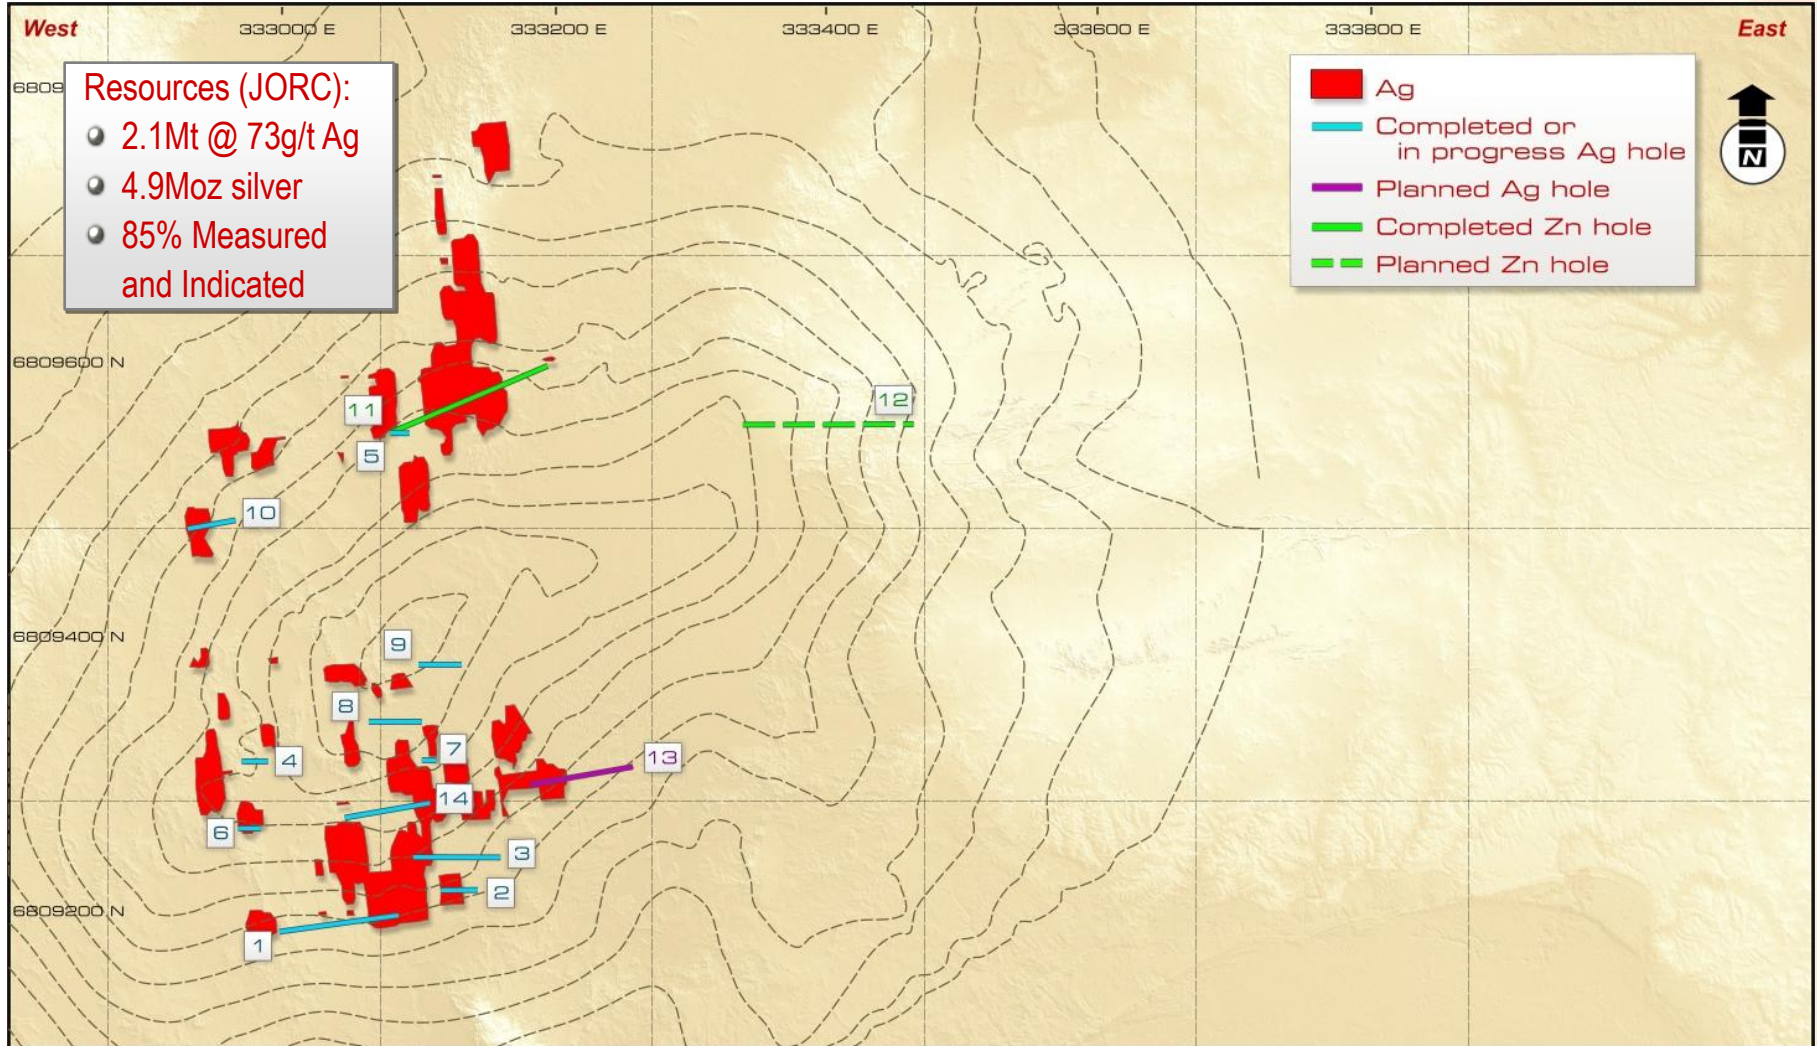 West
333000 E
333200 E
333400 E
333600 E
333800 E
East
6809
Resources (JORC):
2.1Mt @ 73g/t Ag
4.9Moz silver
85% Measured
and Indicated
Ag
Completed or
in progress Ag hole
Planned Ag hole
Completed Zn hole
Planned Zn hole
N
6809600 N
11
12
5
10
6809400 N
9
8
7
13
4
14
6
3
2
6809200 N
1